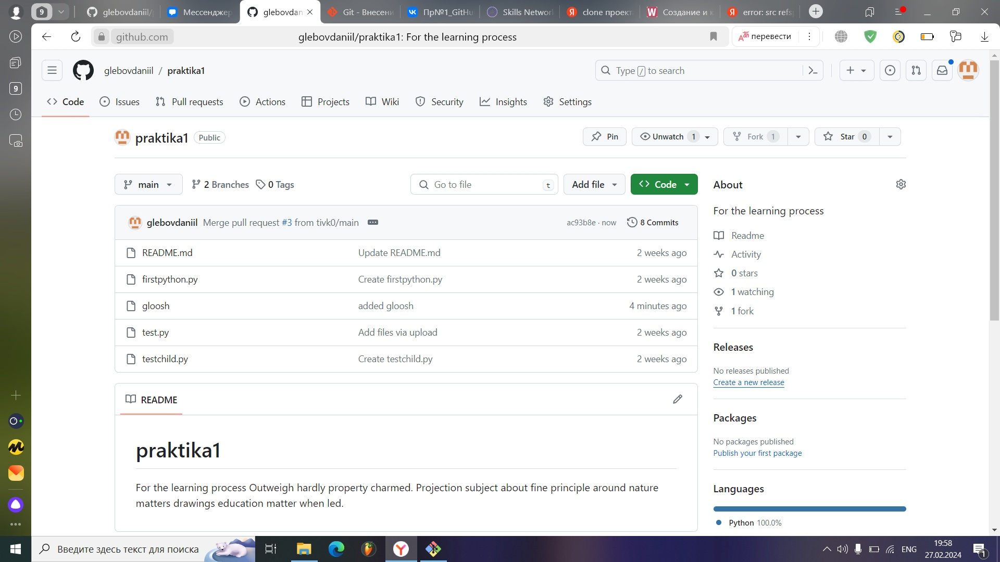 9
glebovdaniil/
Мессенджер
glebovdan
Git - Внесени
Пр№1_GitHu
Skills Network
clone проект
Создание и к
error: src refs
github.com
glebovdaniil/praktika1: For the learning process
перевести
9
glebovdaniil / praktika1
Type / to search
Code
Issues
Pull requests
Actions
Projects
Wiki
Security
Insights
Settings
praktika1 Public
Pin
Unwatch 1
Fork 1
Star 0
main
2 Branches
0 Tags
Go to file t
Add file
Code
About
For the learning process
glebovdaniil Merge pull request #3 from tivk0/main
ac93b8e · now
8 Commits
README.md Update README.md 2 weeks ago
firstpython.py Create firstpython.py 2 weeks ago
gloosh added gloosh 4 minutes ago
test.py Add files via upload 2 weeks ago
testchild.py Create testchild.py 2 weeks ago
Readme
Activity
0 stars
1 watching
1 fork
Releases
No releases published
Create a new release
Packages
No packages published
Publish your first package
Languages
Python 100.0%
README
praktika1
For the learning process Outweigh hardly property charmed. Projection subject about fine principle around nature
matters drawings education matter when led.
Введите здесь текст для поиска
ENG
19:58
27.02.2024
1